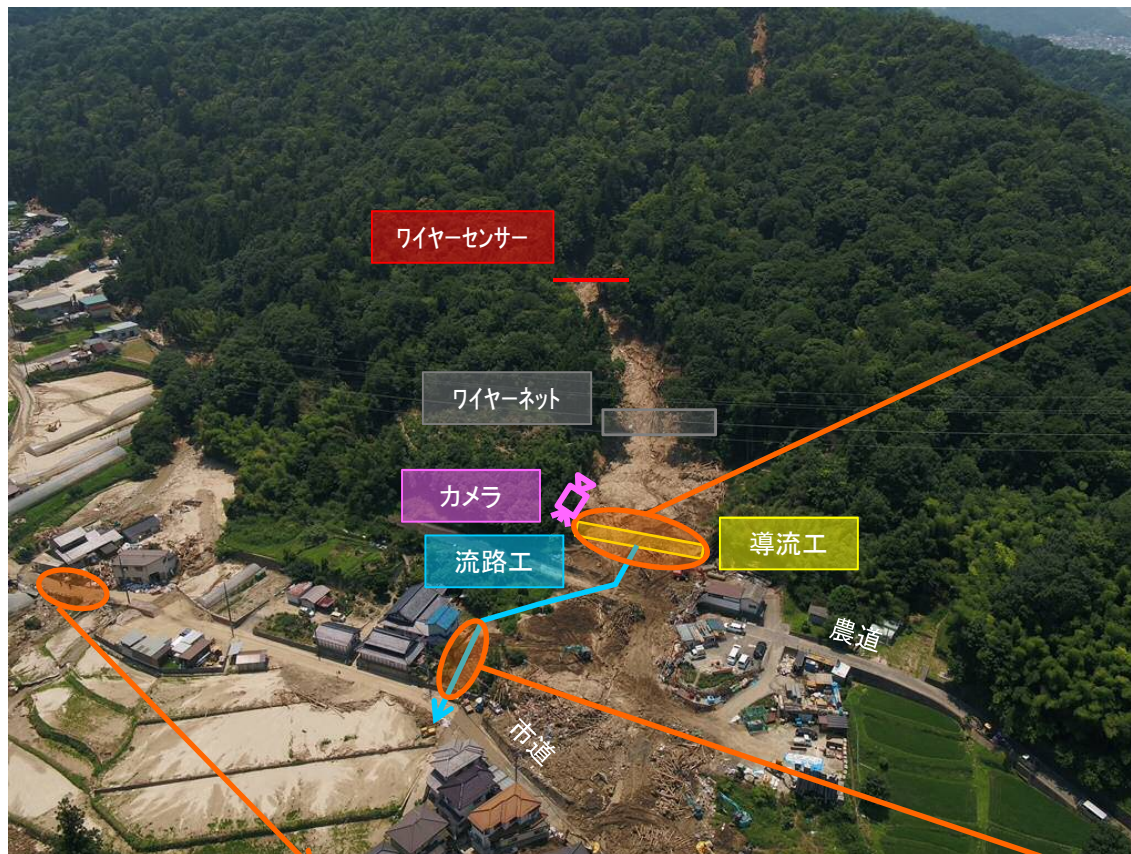 ワイヤーセンサー
ワイヤーネット
カメラ
流路工
導流工
農道
市道